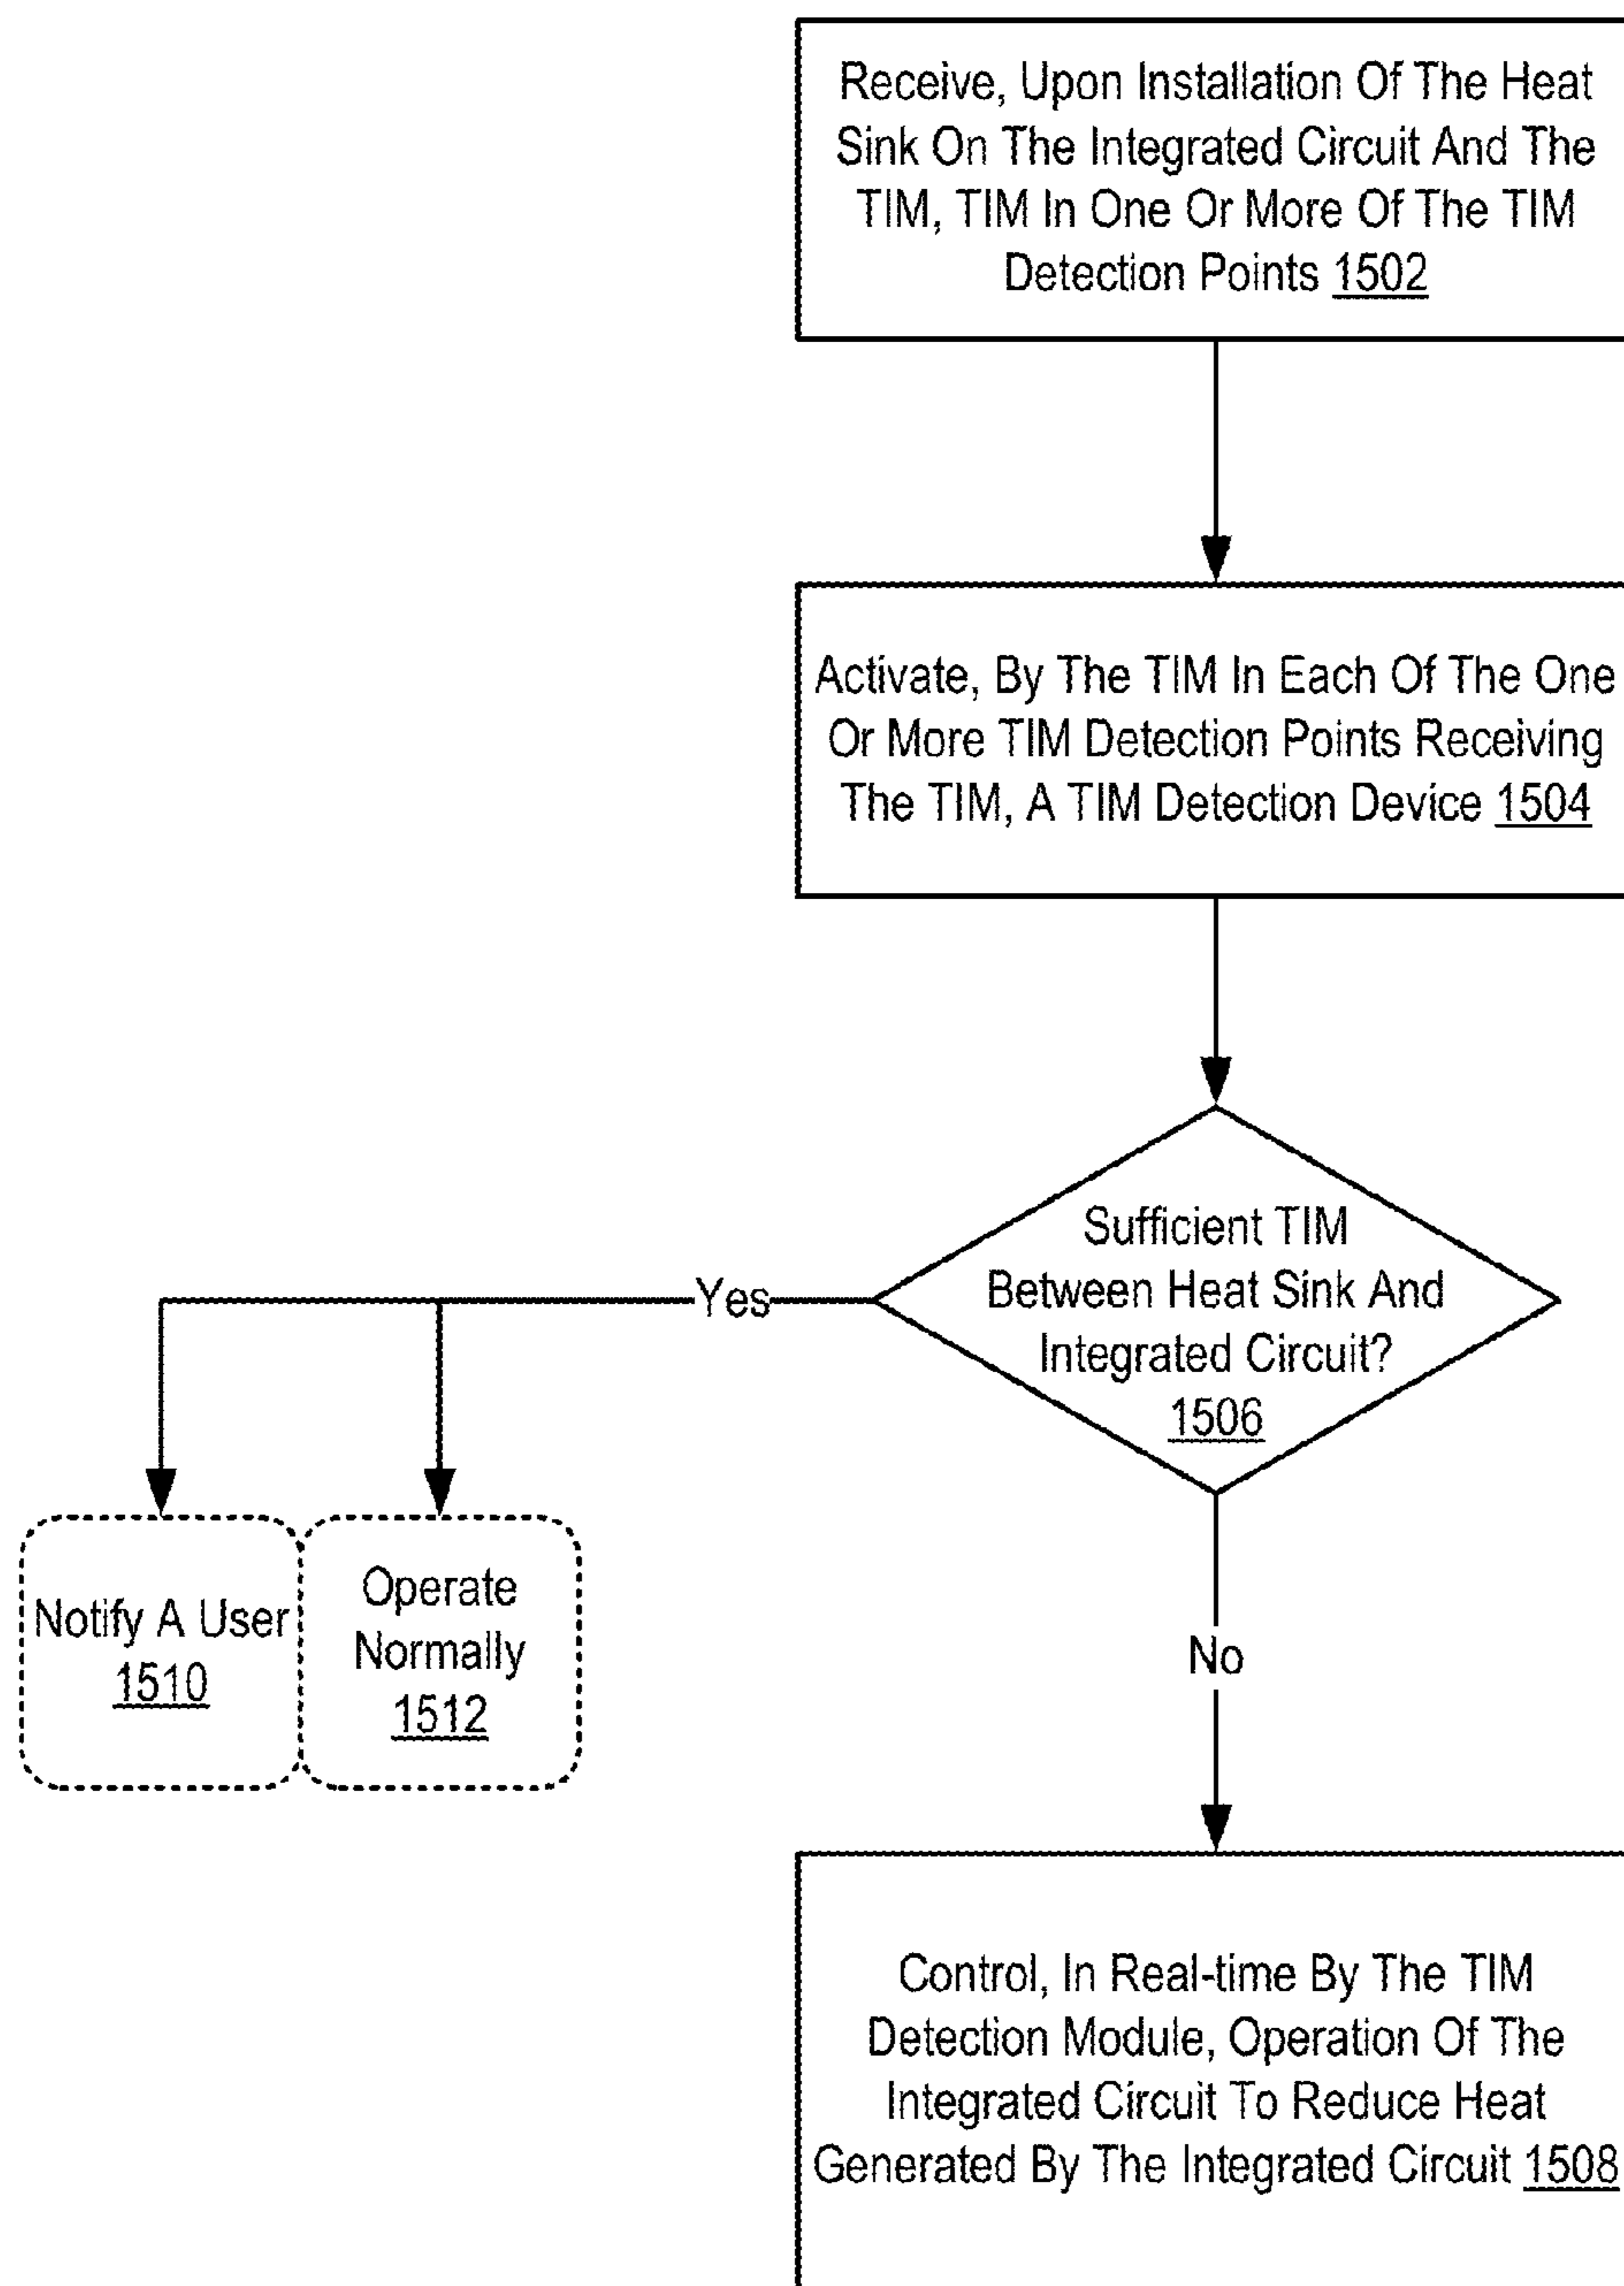 Receive, Upon Installation Of The Heat
Sink On The Integrated Circuit And The
TIM, TIM In One Or More Of The TIM
Detection Points 1502
Activate, By The TIM In Each Of The One
Or More TIM Detection Points Receiving
The TIM, A TIM Detection Device 1504
Sufficient TIM
Between Heat Sink And
Integrated Circuit?
1506
Yes
Notify A User
1510
Operate
Normally
1512
No
Control, In Real-time By The TIM
Detection Module, Operation Of The
Integrated Circuit To Reduce Heat
Generated By The Integrated Circuit 1508